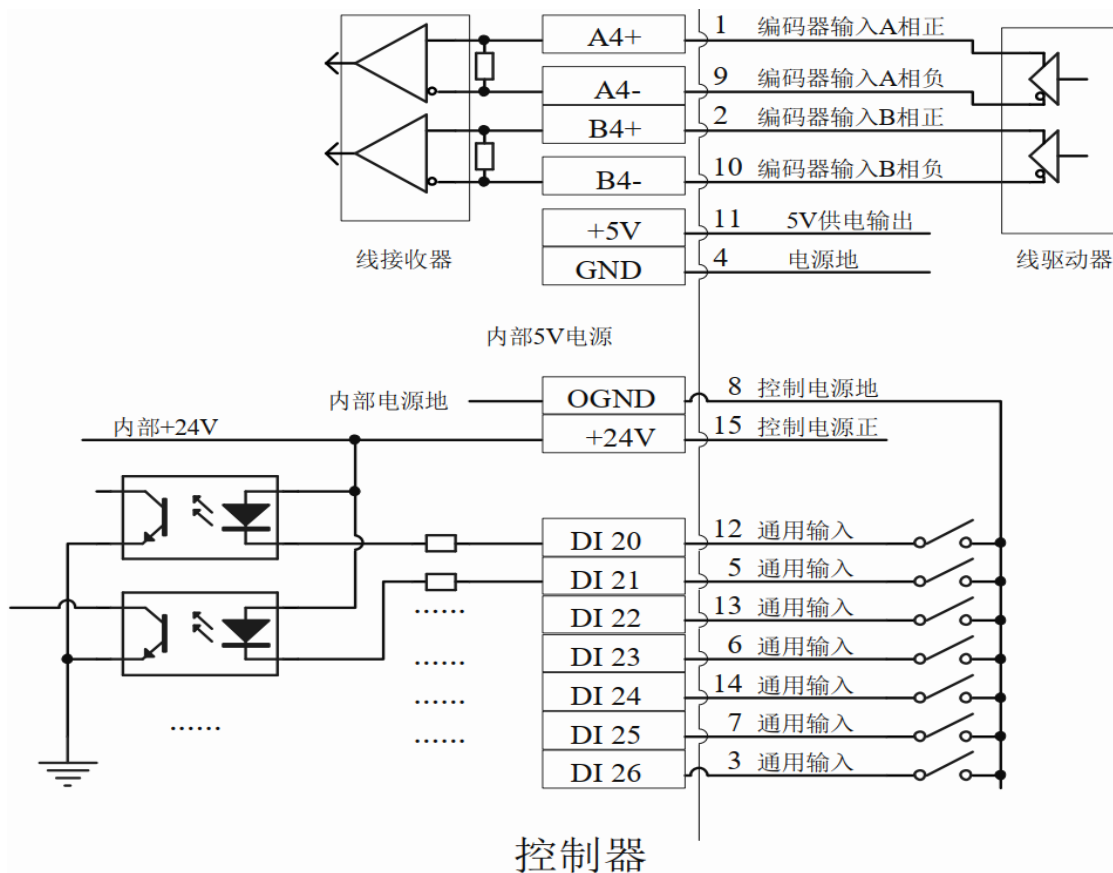 A4+ 1 编码器输入A相正
A4- 9 编码器输入A相负
B4+ 2 编码器输入B相正
B4- 10 编码器输入B相负
+5V 11 5V供电输出
线接收器 GND 4 电源地 线驱动器
内部5V电源
内部电源地 OGND 8 控制电源地
内部+24V +24V 15 控制电源正
DI 20 12 通用输入
DI 21 5 通用输入
...... DI 22 13 通用输入
...... DI 23 6 通用输入
...... DI 24 14 通用输入
...... ...... DI 25 7 通用输入
DI 26 3 通用输入
控制器